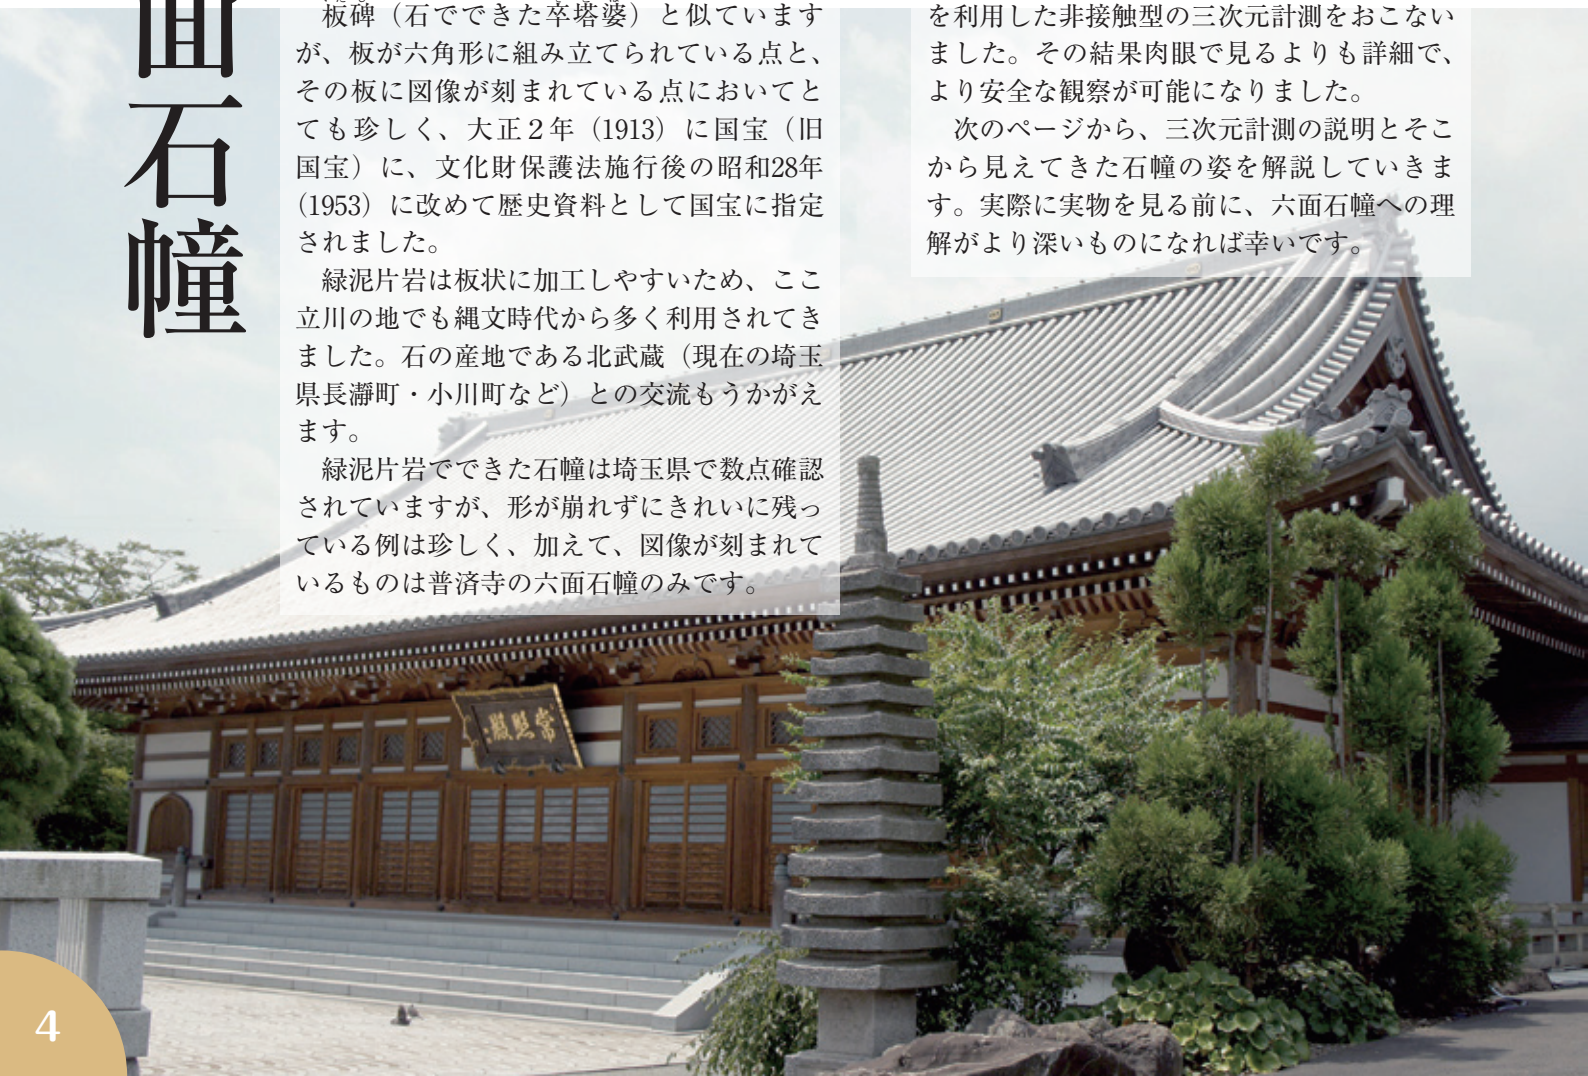 面石幢
板碑（石でできた卒塔婆）と似ています
が、板が六角形に組み立てられている点と、
その板に図像が刻まれている点においてと
ても珍しく、大正２年（1913）に国宝（旧
国宝）に、文化財保護法施行後の昭和28年
(1953）に改めて歴史資料として国宝に指定
されました。
緑泥片岩は板状に加工しやすいため、ここ
立川の地でも縄文時代から多く利用されてき
ました。石の産地である北武蔵（現在の埼玉
県長瀞町・小川町など）との交流もうかがえ
ます。
緑泥片岩でできた石幢は埼玉県で数点確認
されていますが、形が崩れずにきれいに残っ
ている例は珍しく、加えて、図像が刻まれて
いるものは普済寺の六面石幢のみです。
を利用した非接触型の三次元計測をおこない
ました。その結果肉眼で見るよりも詳細で、
より安全な観察が可能になりました。
次のページから、三次元計測の説明とそこ
から見えてきた石幢の姿を解説していきま
す。実際に実物を見る前に、六面石幢への理
解がより深いものになれば幸いです。
常照殿
4